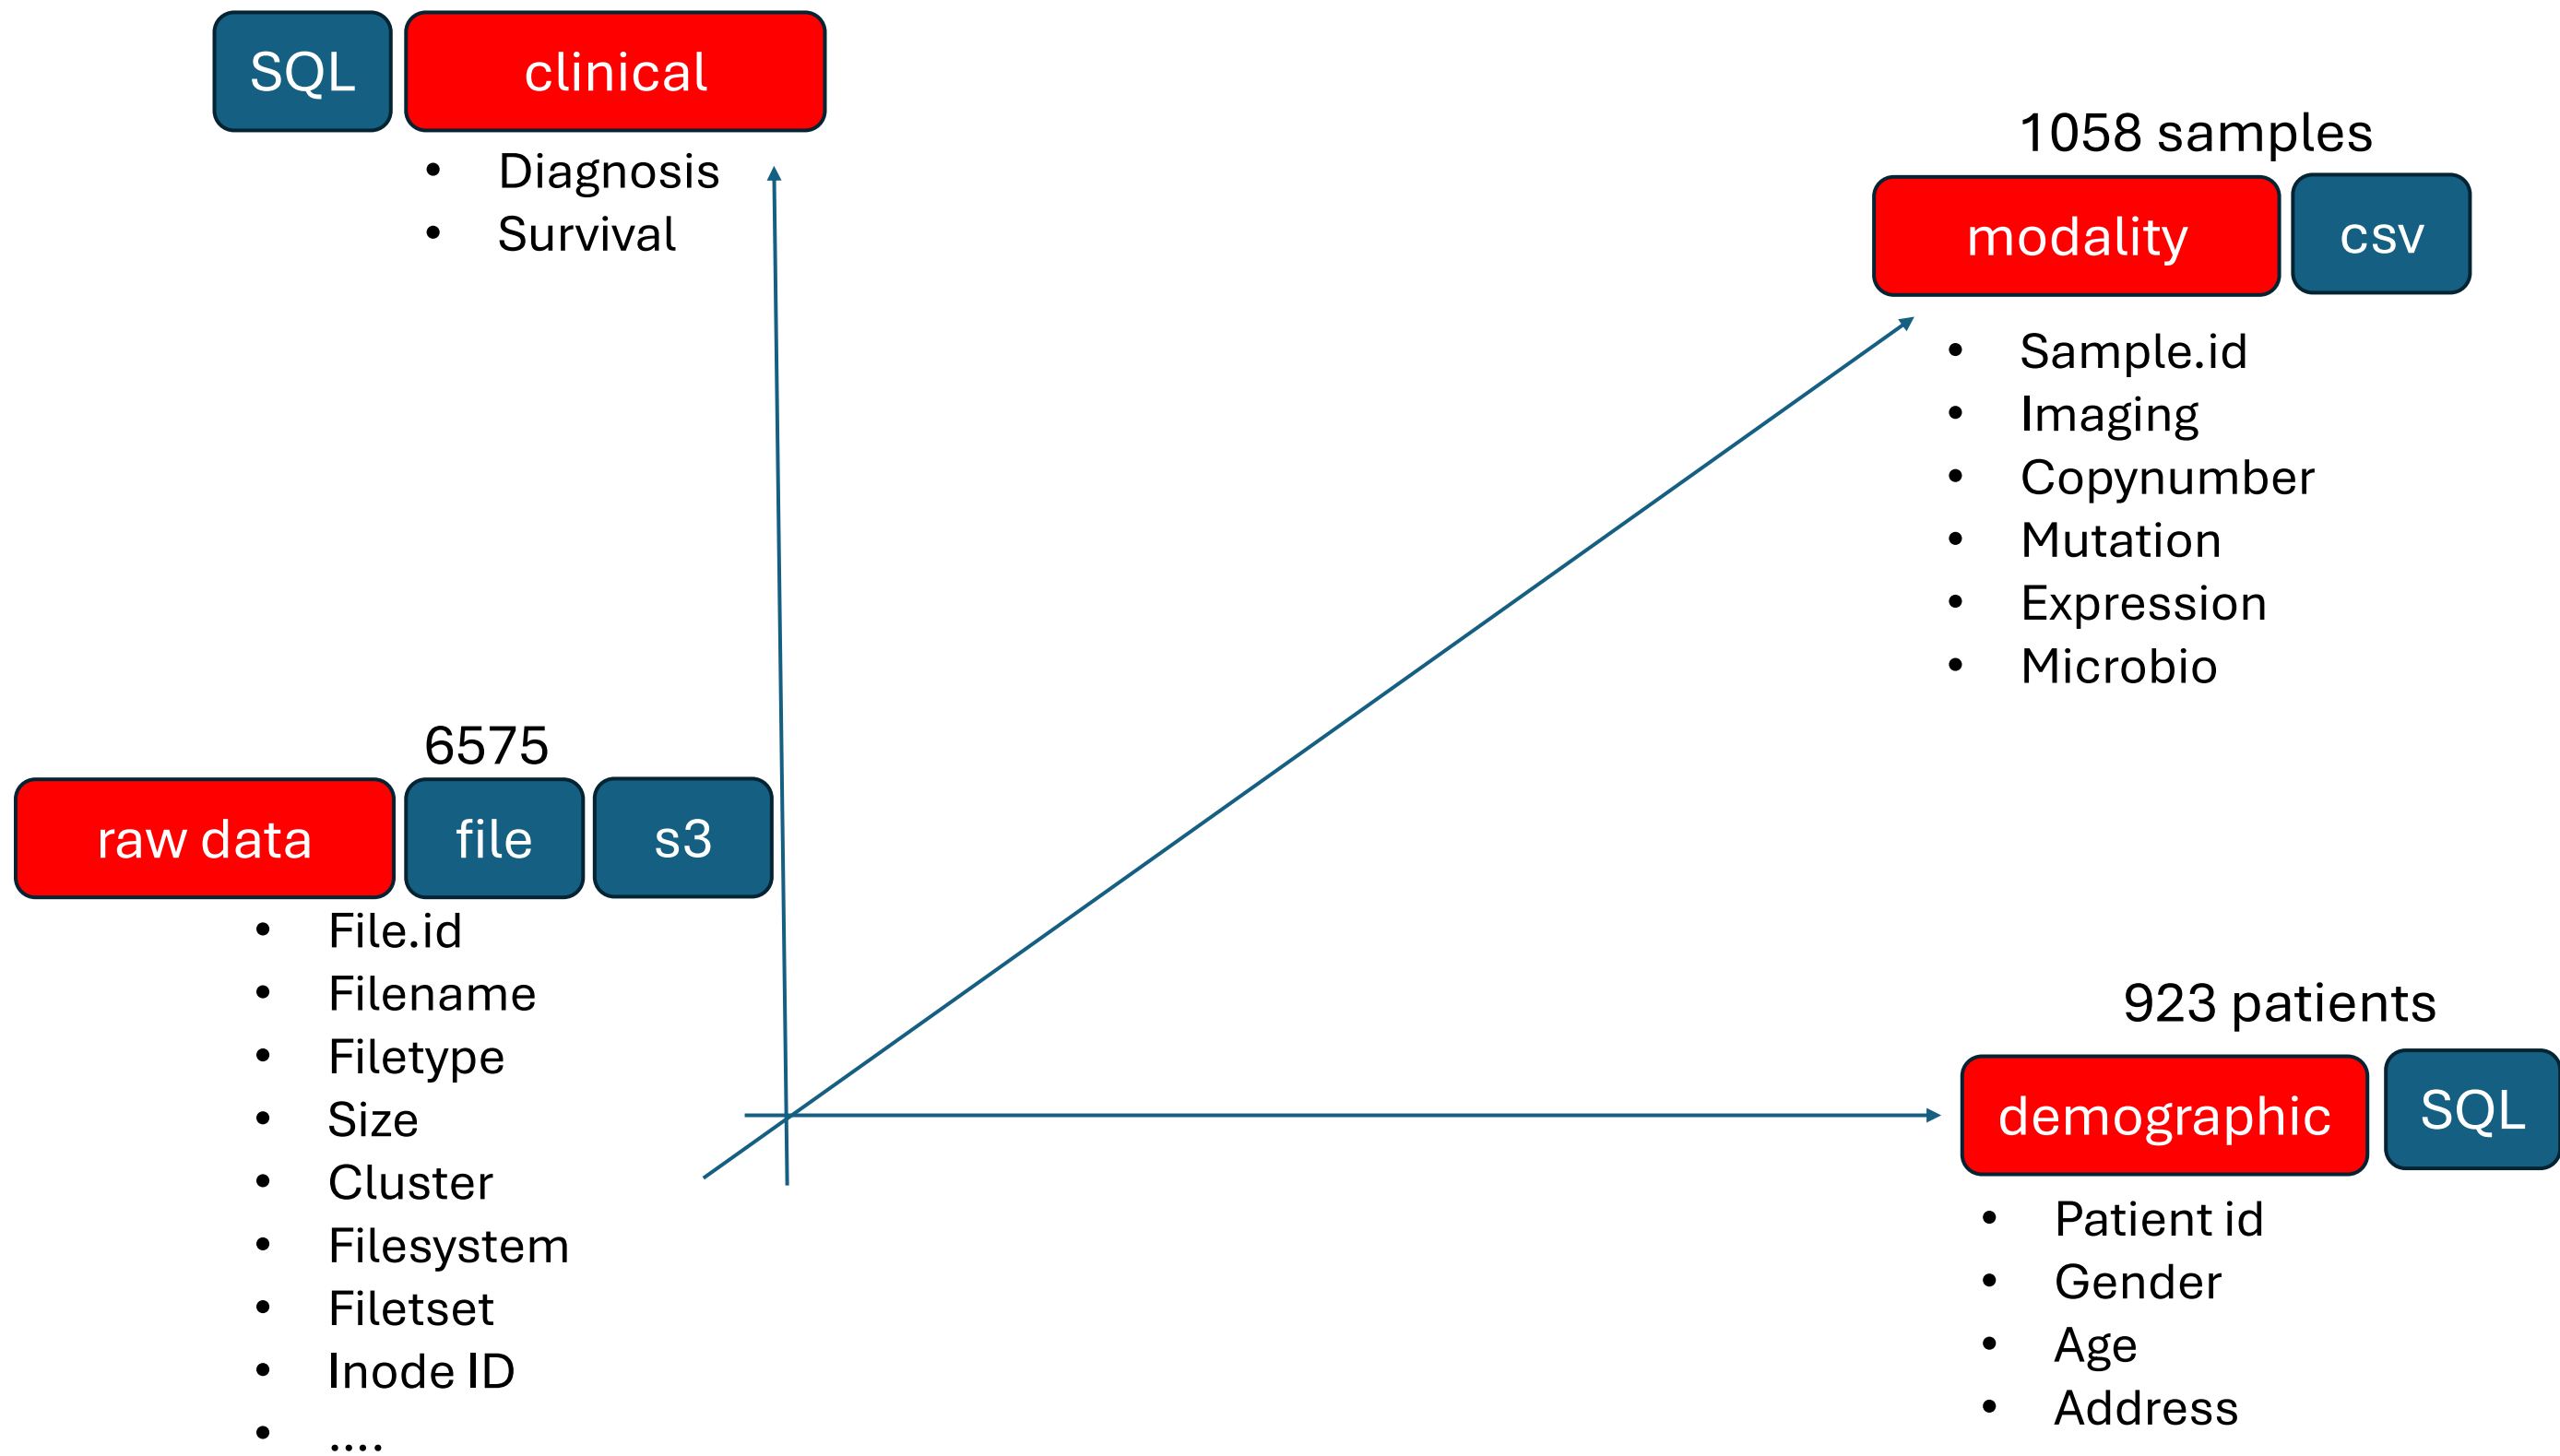 SQL
clinical
• Diagnosis
• Survival
1058 samples
modality
csv
• Sample.id
• Imaging
• Copynumber
• Mutation
• Expression
• Microbio
6575
raw data
file
s3
• File.id
• Filename
• Filetype
• Size
• Cluster
• Filesystem
• Filetset
• Inode ID
• ....
923 patients
demographic
SQL
• Patient id
• Gender
• Age
• Address